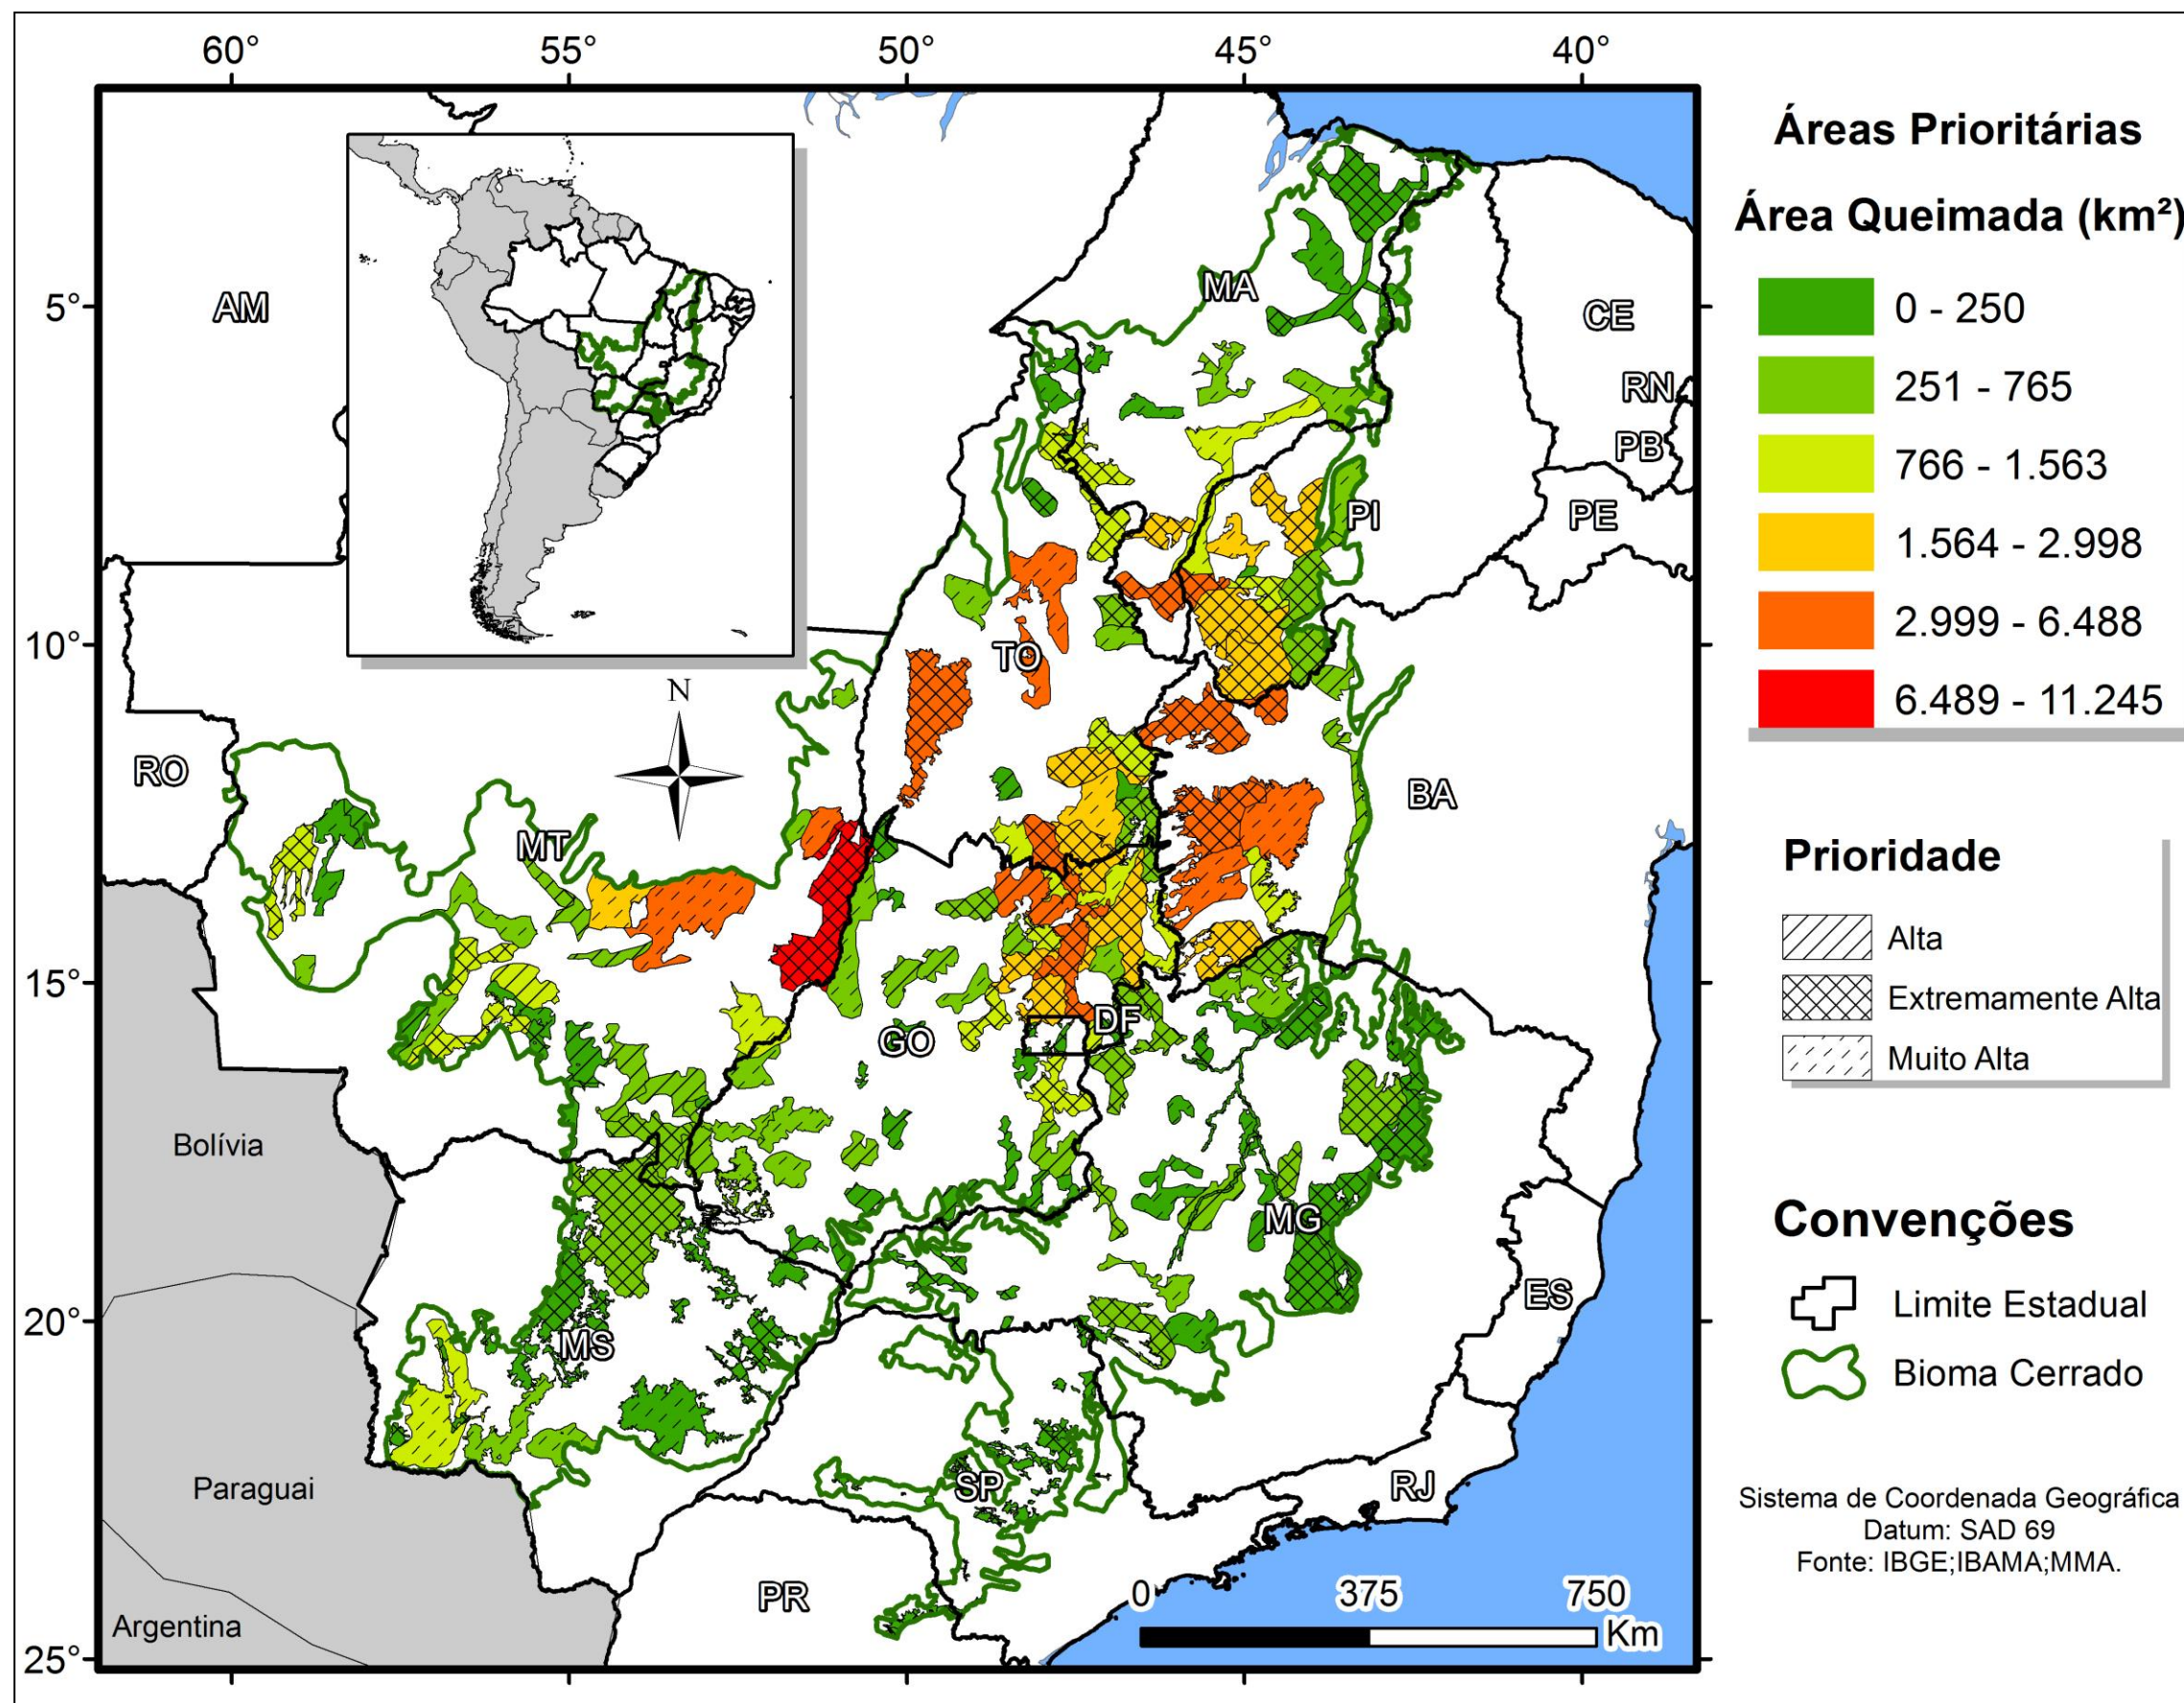 60°
55°
50°
45°
40°
5°
10°
15°
20°
25°
AM
MA
CE
RN
PB
PI
PE
TO
N
RO
MT
BA
GO
DF
Bolívia
MG
ES
MS
Paraguai
SP
RJ
PR
Argentina
0
375
750
Km
Áreas Prioritárias
Área Queimada (km²)
0 - 250
251 - 765
766 - 1.563
1.564 - 2.998
2.999 - 6.488
6.489 - 11.245
Prioridade
Alta
Extremamente Alta
Muito Alta
Convenções
Limite Estadual
Bioma Cerrado
Sistema de Coordenada Geográfica
Datum: SAD 69
Fonte: IBGE;IBAMA;MMA.